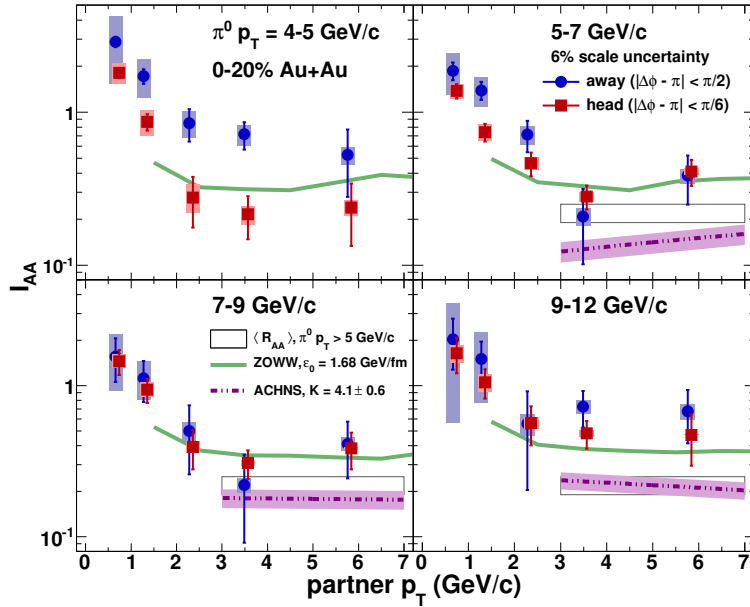 π⁰ p_T = 4-5 GeV/c
0-20% Au+Au
5-7 GeV/c
6% scale uncertainty
away (|Δϕ - π| < π/2)
head (|Δϕ - π| < π/6)
1
10⁻¹
I_AA
7-9 GeV/c
⟨ R_AA ⟩, π⁰ p_T > 5 GeV/c
ZOWW, ε₀ = 1.68 GeV/fm
ACHNS, K = 4.1 ± 0.6
9-12 GeV/c
1
10⁻¹
0 1 2 3 4 5 6 7
0 1 2 3 4 5 6 7
partner p_T (GeV/c)